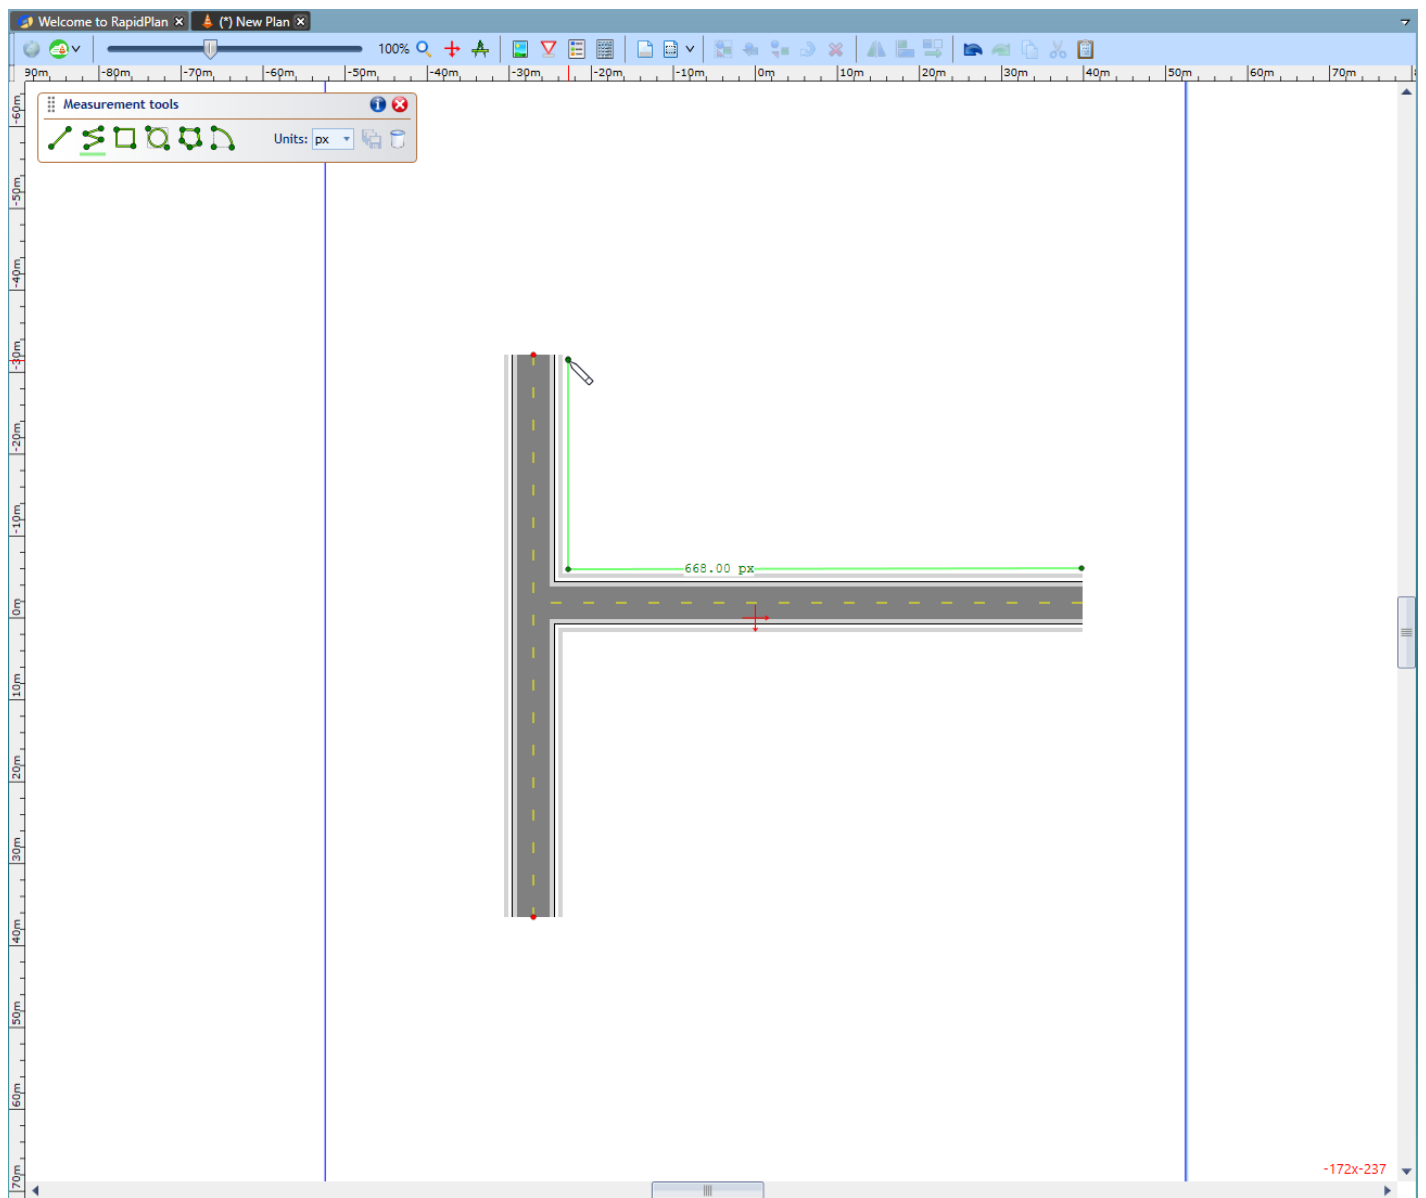 Welcome to RapidPlan (*) New Plan
100%
90m -80m -70m -60m -50m -40m -30m -20m -10m 0m 10m 20m 30m 40m 50m 60m 70m
Measurement tools
Units: px
-60m
-50m
-40m
-30m
-20m
-10m
0m
10m
20m
30m
40m
50m
60m
70m
668.00 px
-172x-237